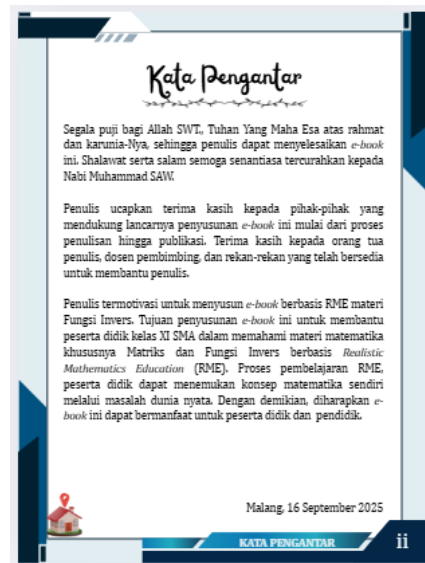 Kata Pengantar
Segala puji bagi Allah SWT., Tuhan Yang Maha Esa atas rahmat
dan karunia-Nya, sehingga penulis dapat menyelesaikan e-book
ini. Shalawat serta salam semoga senantiasa tercurahkan kepada
Nabi Muhammad SAW.
Penulis ucapkan terima kasih kepada pihak-pihak yang
mendukung lancarnya penyusunan e-book ini mulai dari proses
penulisan hingga publikasi. Terima kasih kepada orang tua
penulis, dosen pembimbing, dan rekan-rekan yang telah bersedia
untuk membantu penulis.
Penulis termotivasi untuk menyusun e-book berbasis RME materi
Fungsi Invers. Tujuan penyusunan e-book ini untuk membantu
peserta didik kelas XI SMA dalam memahami materi matematika
khususnya Matriks dan Fungsi Invers berbasis Realistic
Mathematics Education (RME). Proses pembelajaran RME,
peserta didik dapat menemukan konsep matematika sendiri
melalui masalah dunia nyata. Dengan demikian, diharapkan e-
book ini dapat bermanfaat untuk peserta didik dan pendidik.
Malang, 16 September 2025
KATA PENGANTAR
ii